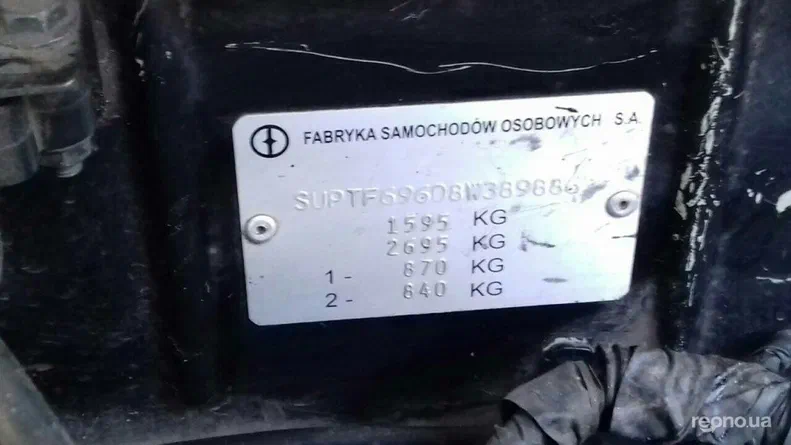 FABRYKA SAMOCHODÓW OSOBOWYCH S.A.
SUPTF696D8W389886
1595 KG
2695 KG
1 - 870 KG
2 - 840 KG
repno.ua